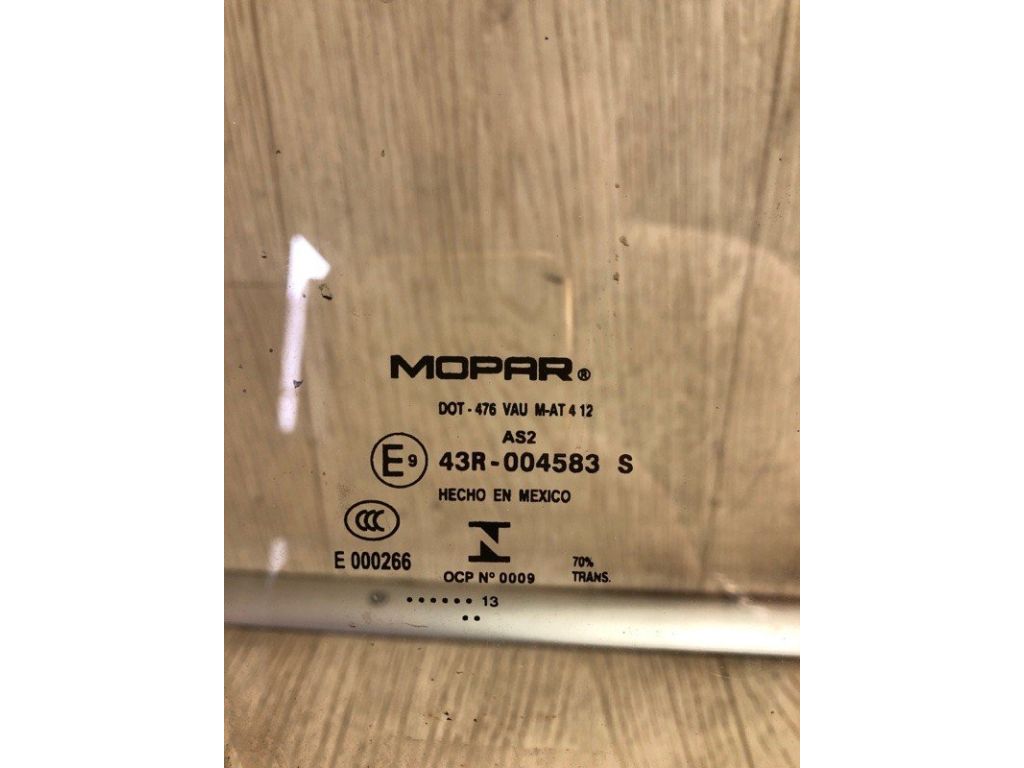 MOPAR®
DOT - 476 VAU M-AT 4 12
AS2
E9 43R-004583 S
HECHO EN MEXICO
CCC
E 000266
OCP Nº 0009
70%
TRANS.
...... 13
..